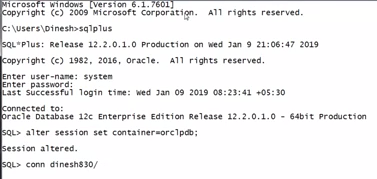 Microsoft Windows [Version 6.1.7601]
Copyright (c) 2009 Microsoft Corporation.  All rights reserved.
C:\Users\Dinesh>sqlplus
SQL*Plus: Release 12.2.0.1.0 Production on Wed Jan 9 21:06:47 2019
Copyright (c) 1982, 2016, Oracle.  All rights reserved.
Enter user-name: system
Enter password:
Last Successful login time: Wed Jan 09 2019 08:23:41 +05:30
Connected to:
Oracle Database 12c Enterprise Edition Release 12.2.0.1.0 - 64bit Production
SQL> alter session set container=orclpdb;
Session altered.
SQL> conn dinesh830/